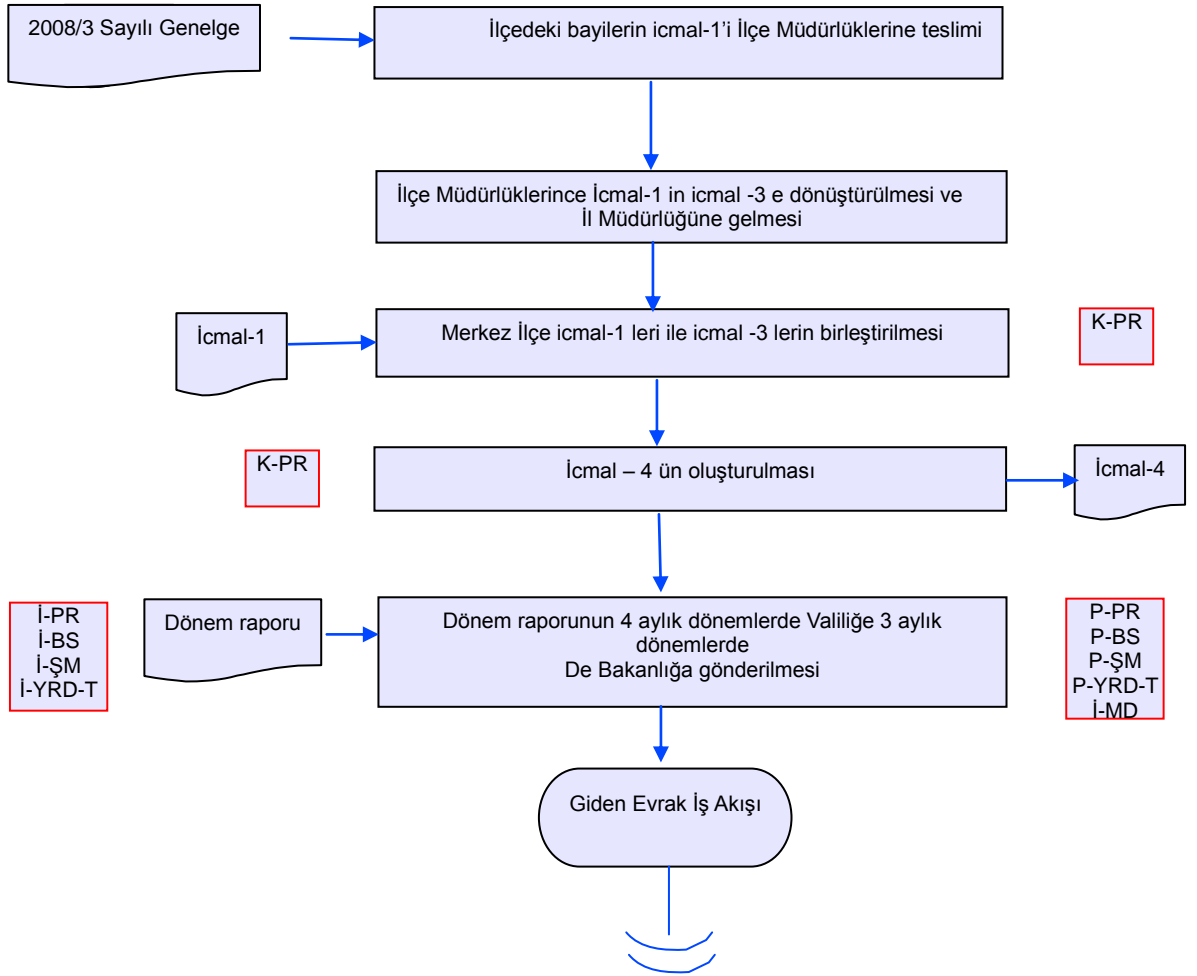 2008/3 Sayılı Genelge
İlçedeki bayilerin icmal-1’i İlçe Müdürlüklerine teslimi
İlçe Müdürlüklerince İcmal-1 in icmal -3 e dönüştürülmesi ve
İl Müdürlüğüne gelmesi
İcmal-1
Merkez İlçe icmal-1 leri ile icmal -3 lerin birleştirilmesi
K-PR
K-PR
İcmal – 4 ün oluşturulması
İcmal-4
İ-PR
İ-BS
İ-ŞM
İ-YRD-T
Dönem raporu
Dönem raporunun 4 aylık dönemlerde Valiliğe 3 aylık
dönemlerde
De Bakanlığa gönderilmesi
P-PR
P-BS
P-ŞM
P-YRD-T
İ-MD
Giden Evrak İş Akışı